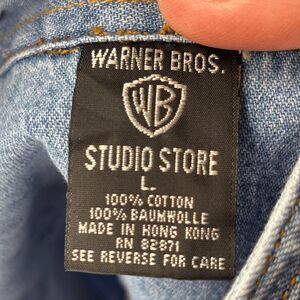 WARNER BROS.
WB
STUDIO STORE
L.
100% COTTON
100% BAUMWOLLE
MADE IN HONG KONG
RN 82871
SEE REVERSE FOR CARE